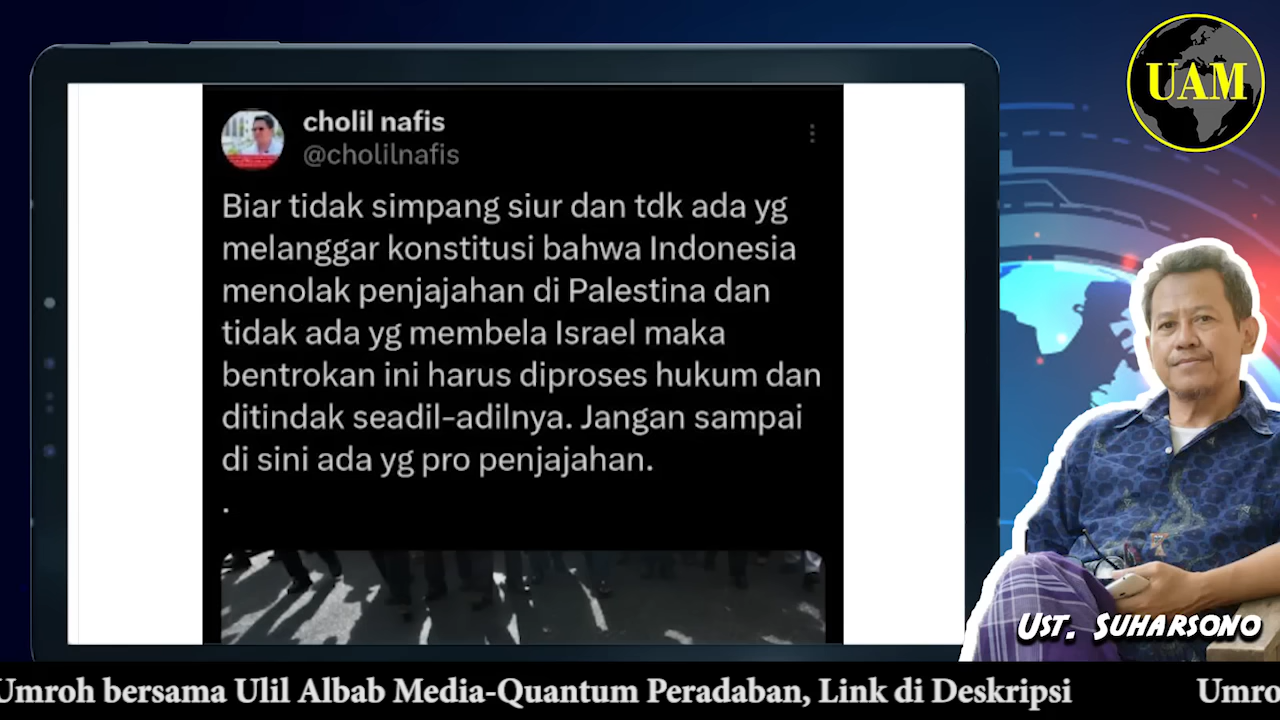 UAM
cholil nafis
@cholilnafis
Biar tidak simpang siur dan tdk ada yg
melanggar konstitusi bahwa Indonesia
menolak penjajahan di Palestina dan
tidak ada yg membela Israel maka
bentrokan ini harus diproses hukum dan
ditindak seadil-adilnya. Jangan sampai
di sini ada yg pro penjajahan.
.
UST. SUHARSONO
Umroh bersama Ulil Albab Media-Quantum Peradaban, Link di Deskripsi Umro